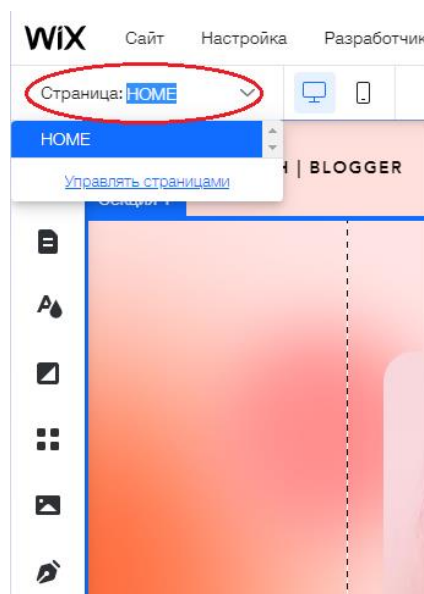 WiX Сайт Настройка Разработчик
Страница: HOME
HOME
| BLOGGER
Управлять страницами